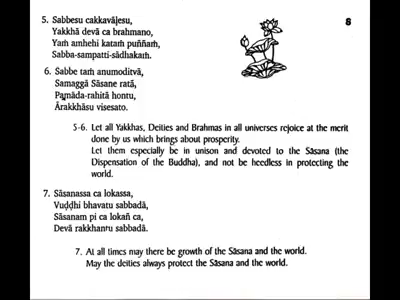 8
5. Sabbesu cakkavāḷesu,
Yakkhā devā ca brahmano,
Yaṁ amhehi kataṁ puññaṁ,
Sabba-sampatti-sādhakaṁ.
6. Sabbe taṁ anumoditvā,
Samaggā Sāsane ratā,
Pamāda-rahitā hontu,
Ārakkhāsu visesato.
5-6. Let all Yakkhas, Deities and Brahmas in all universes rejoice at the merit
done by us which brings about prosperity.
Let them especially be in unison and devoted to the Sāsana (the
Dispensation of the Buddha), and not be heedless in protecting the
world.
7. Sāsanassa ca lokassa,
Vuḍḍhi bhavatu sabbadā,
Sāsanam pi ca lokañ ca,
Devā rakkhantu sabbadā.
7. At all times may there be growth of the Sāsana and the world.
May the deities always protect the Sasana and the world.